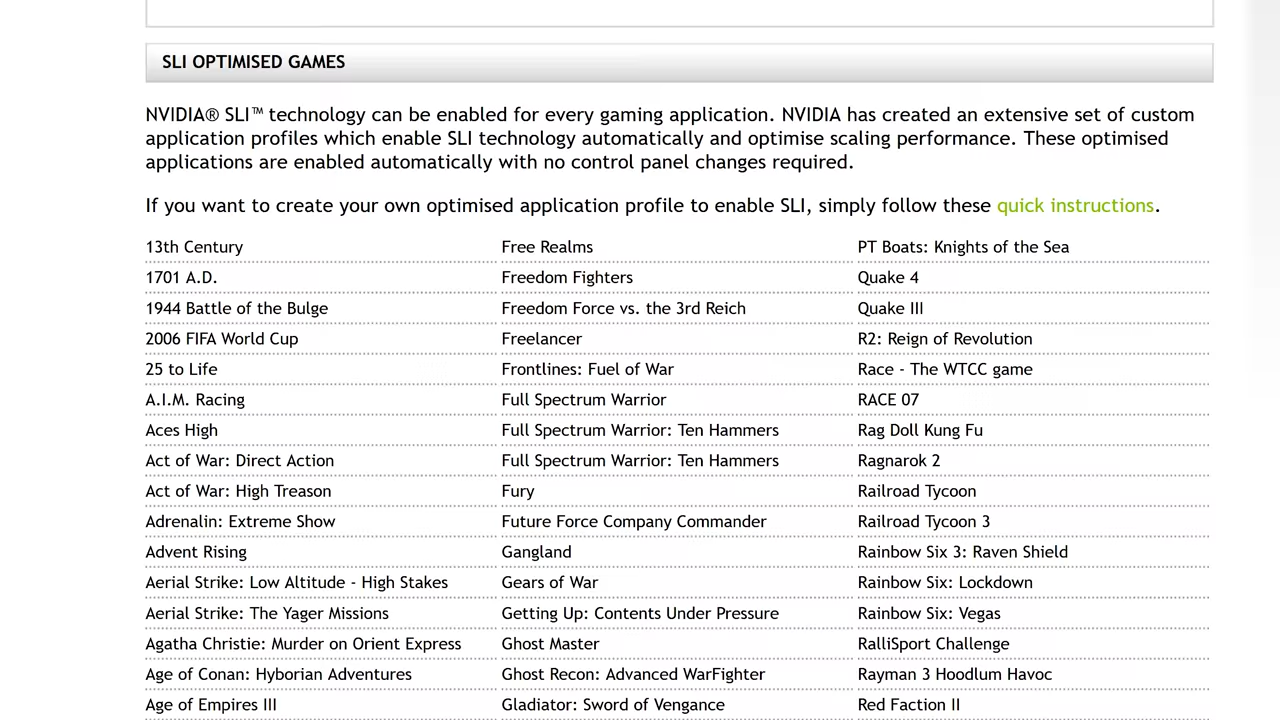 SLI OPTIMISED GAMES
NVIDIA® SLI™ technology can be enabled for every gaming application. NVIDIA has created an extensive set of custom
application profiles which enable SLI technology automatically and optimise scaling performance. These optimised
applications are enabled automatically with no control panel changes required.
If you want to create your own optimised application profile to enable SLI, simply follow these quick instructions.
13th Century Free Realms PT Boats: Knights of the Sea
1701 A.D. Freedom Fighters Quake 4
1944 Battle of the Bulge Freedom Force vs. the 3rd Reich Quake III
2006 FIFA World Cup Freelancer R2: Reign of Revolution
25 to Life Frontlines: Fuel of War Race - The WTCC game
A.I.M. Racing Full Spectrum Warrior RACE 07
Aces High Full Spectrum Warrior: Ten Hammers Rag Doll Kung Fu
Act of War: Direct Action Full Spectrum Warrior: Ten Hammers Ragnarok 2
Act of War: High Treason Fury Railroad Tycoon
Adrenalin: Extreme Show Future Force Company Commander Railroad Tycoon 3
Advent Rising Gangland Rainbow Six 3: Raven Shield
Aerial Strike: Low Altitude - High Stakes Gears of War Rainbow Six: Lockdown
Aerial Strike: The Yager Missions Getting Up: Contents Under Pressure Rainbow Six: Vegas
Agatha Christie: Murder on Orient Express Ghost Master RalliSport Challenge
Age of Conan: Hyborian Adventures Ghost Recon: Advanced WarFighter Rayman 3 Hoodlum Havoc
Age of Empires III Gladiator: Sword of Vengance Red Faction II